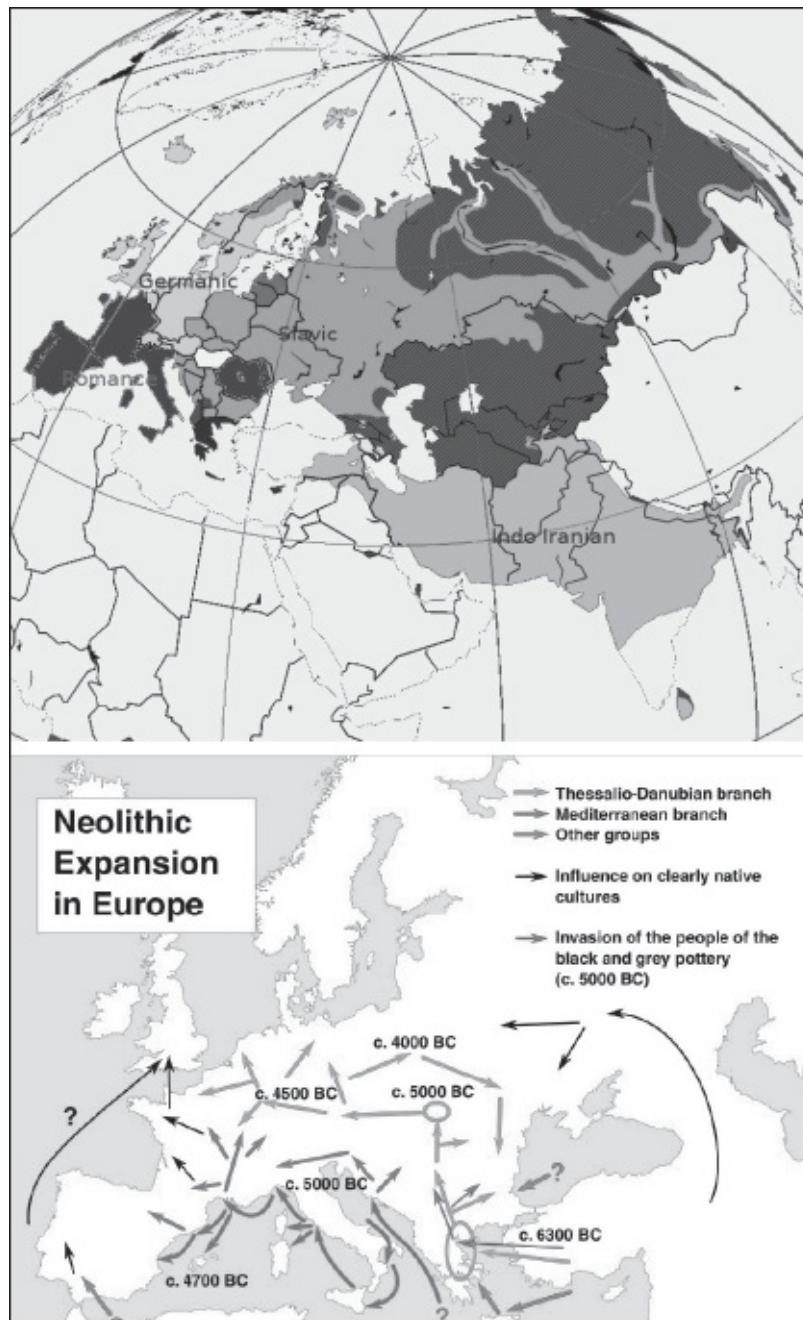 Germanic
Slavic
Romance
Indo Iranian
Neolithic
Expansion
in Europe
Thessalio-Danubian branch
Mediterranean branch
Other groups
Influence on clearly native
cultures
Invasion of the people of the
black and grey pottery
(c. 5000 BC)
c. 4000 BC
c. 4500 BC
c. 5000 BC
?
c. 5000 BC
?
c. 6300 BC
c. 4700 BC
?